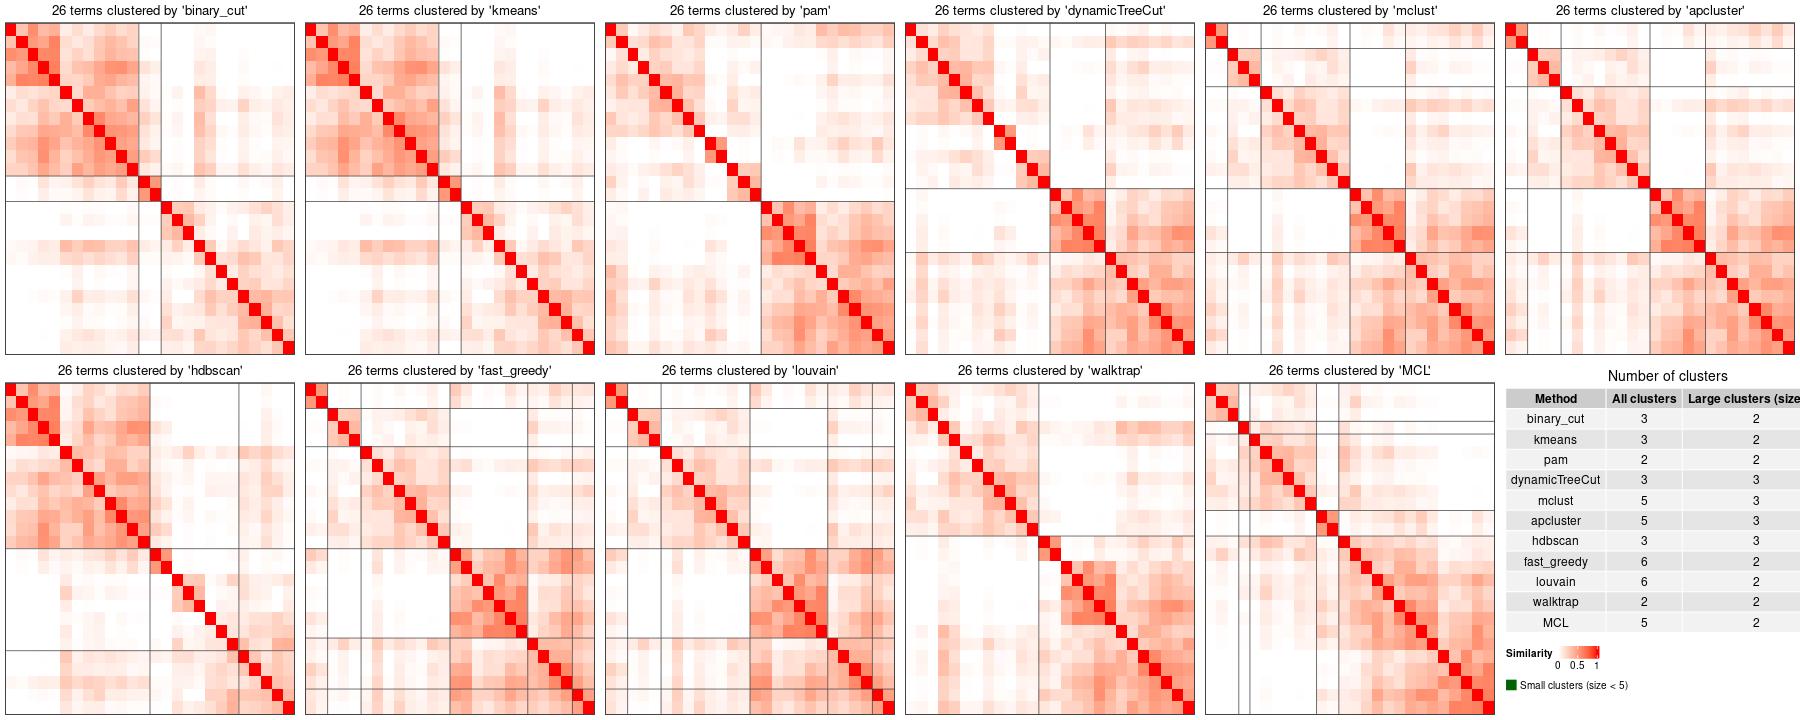 26 terms clustered by 'binary_cut'
26 terms clustered by 'kmeans'
26 terms clustered by 'pam'
26 terms clustered by 'dynamicTreeCut'
26 terms clustered by 'mclust'
26 terms clustered by 'apcluster'
26 terms clustered by 'hdbscan'
26 terms clustered by 'fast_greedy'
26 terms clustered by 'louvain'
26 terms clustered by 'walktrap'
26 terms clustered by 'MCL'
Number of clusters
Method All clusters Large clusters (size
binary_cut 3 2
kmeans 3 2
pam 2 2
dynamicTreeCut 3 3
mclust 5 3
apcluster 5 3
hdbscan 3 3
fast_greedy 6 2
louvain 6 2
walktrap 2 2
MCL 5 2
Similarity
0 0.5 1
Small clusters (size < 5)